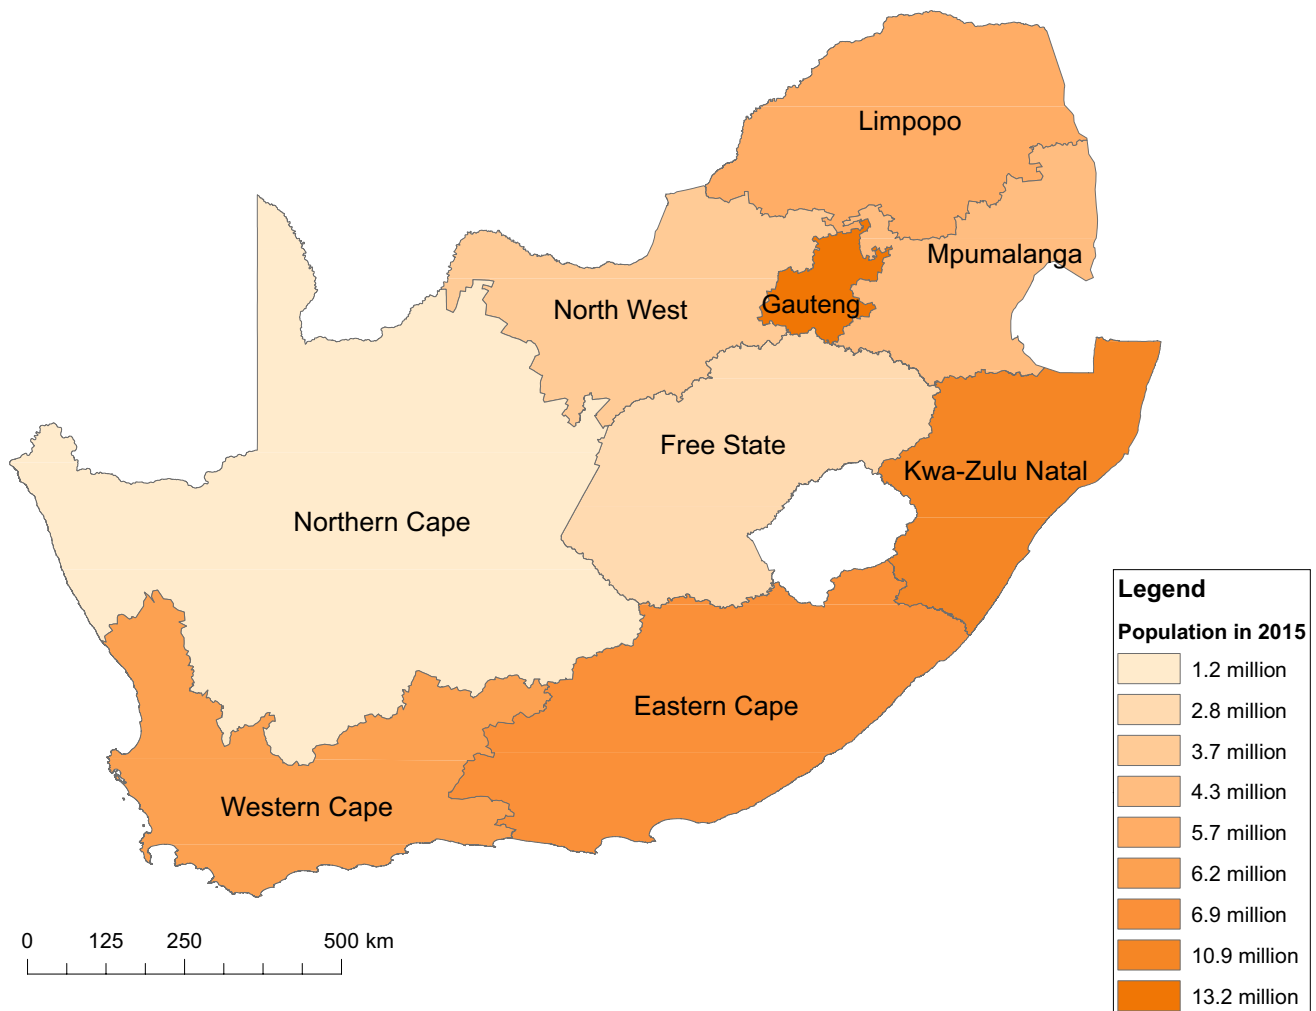 Limpopo
Mpumalanga
North West
Gauteng
Free State
Kwa-Zulu Natal
Northern Cape
Eastern Cape
Western Cape
0 125 250 500 km
Legend
Population in 2015
1.2 million
2.8 million
3.7 million
4.3 million
5.7 million
6.2 million
6.9 million
10.9 million
13.2 million